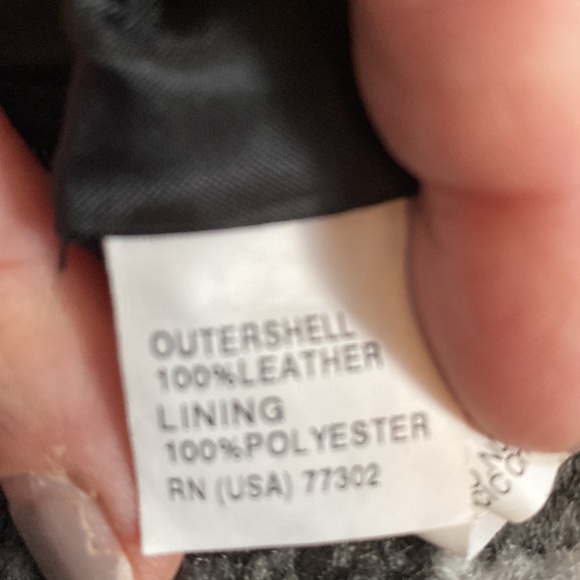 OUTERSHELL
100%LEATHER
LINING
100%POLYESTER
RN (USA) 77302